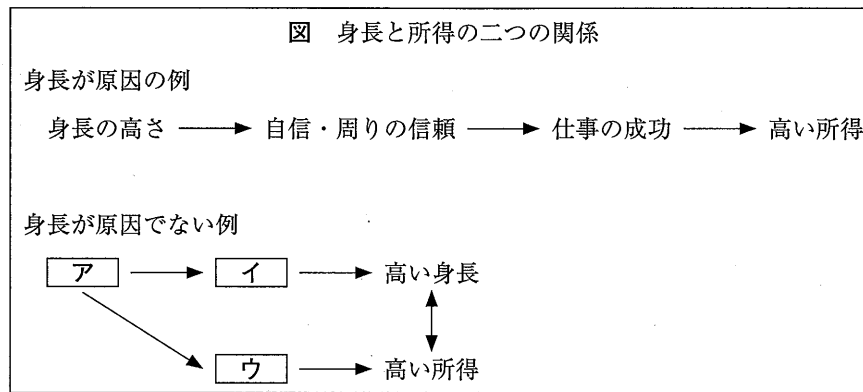 図 身長と所得の二つの関係
身長が原因の例
身長の高さ → 自信・周りの信頼 → 仕事の成功 → 高い所得
身長が原因でない例
ア → イ → 高い身長
ウ → 高い所得